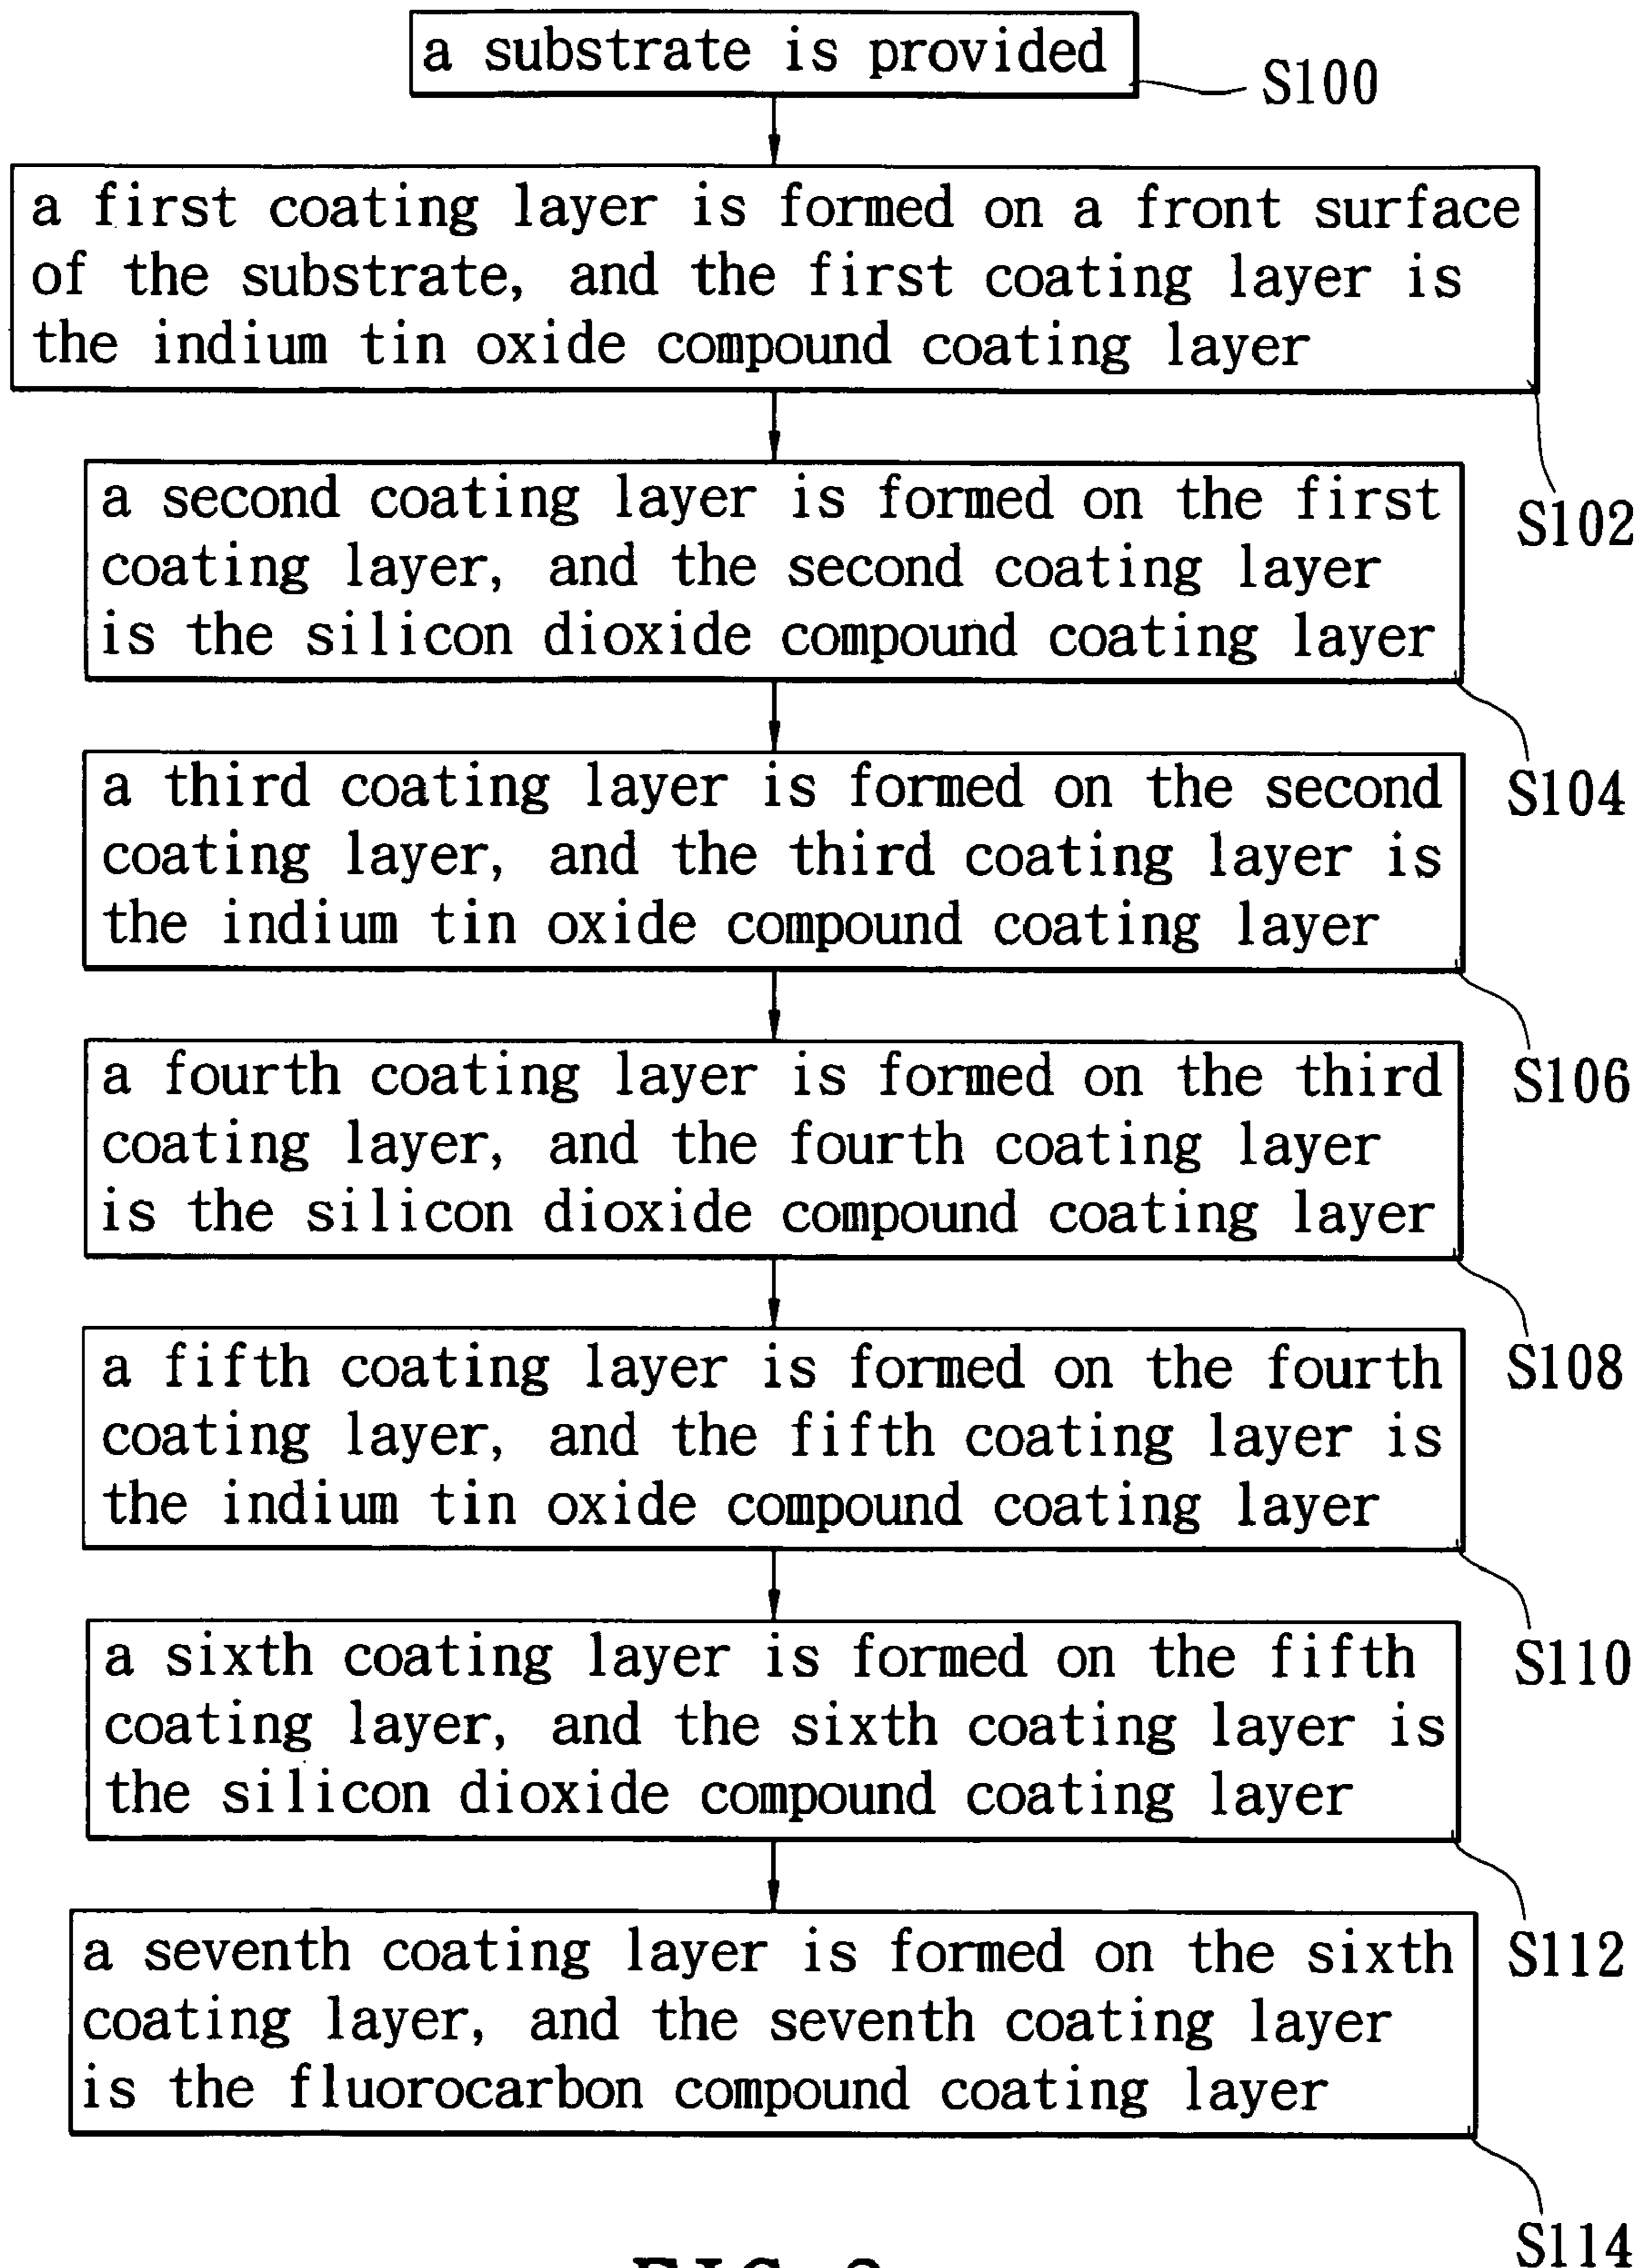 a substrate is provided
S100
a first coating layer is formed on a front surface
of the substrate, and the first coating layer is
the indium tin oxide compound coating layer
S102
a second coating layer is formed on the first
coating layer, and the second coating layer
is the silicon dioxide compound coating layer
S104
a third coating layer is formed on the second
coating layer, and the third coating layer is
the indium tin oxide compound coating layer
S106
a fourth coating layer is formed on the third
coating layer, and the fourth coating layer
is the silicon dioxide compound coating layer
S108
a fifth coating layer is formed on the fourth
coating layer, and the fifth coating layer is
the indium tin oxide compound coating layer
S110
a sixth coating layer is formed on the fifth
coating layer, and the sixth coating layer is
the silicon dioxide compound coating layer
S112
a seventh coating layer is formed on the sixth
coating layer, and the seventh coating layer
is the fluorocarbon compound coating layer
S114
FIG